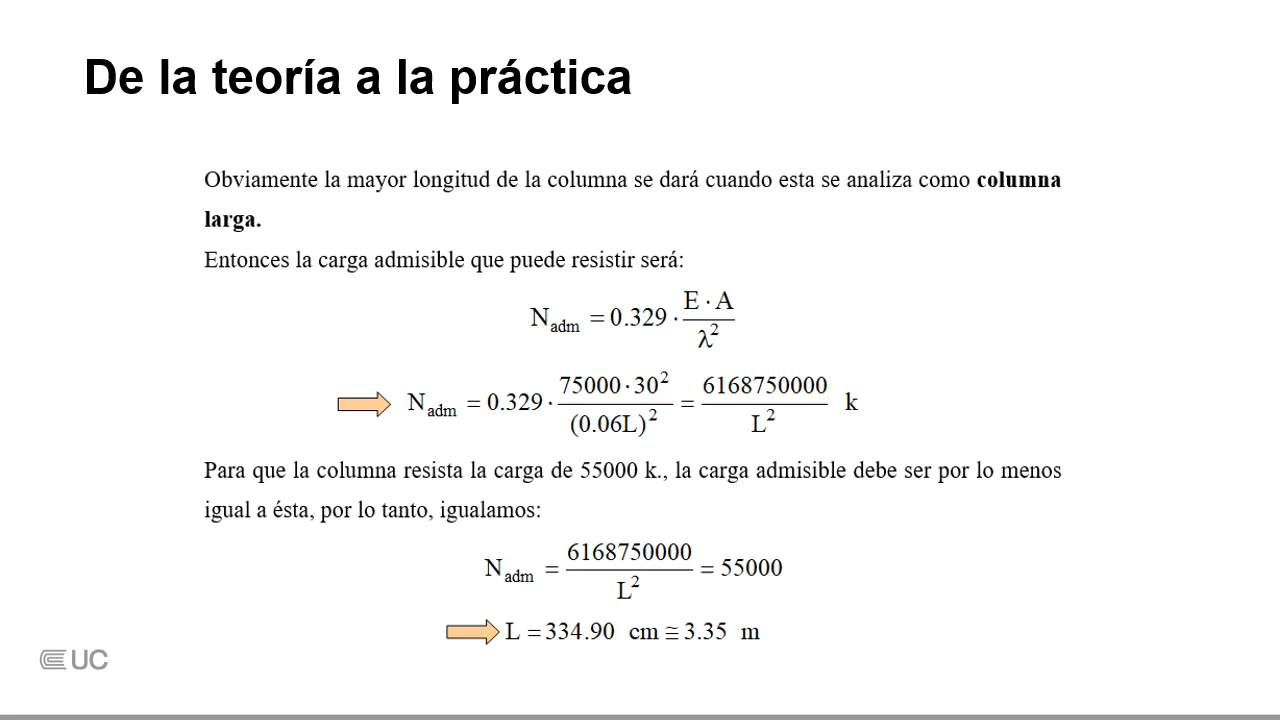 De la teoría a la práctica
Obviamente la mayor longitud de la columna se dará cuando esta se analiza como columna
larga.
Entonces la carga admisible que puede resistir será:
N_adm = 0.329 · (E · A) / λ²
N_adm = 0.329 · (75000 · 30²) / (0.06L)² = 6168750000 / L² k
Para que la columna resista la carga de 55000 k., la carga admisible debe ser por lo menos
igual a ésta, por lo tanto, igualamos:
N_adm = 6168750000 / L² = 55000
L = 334.90 cm ≅ 3.35 m
UC